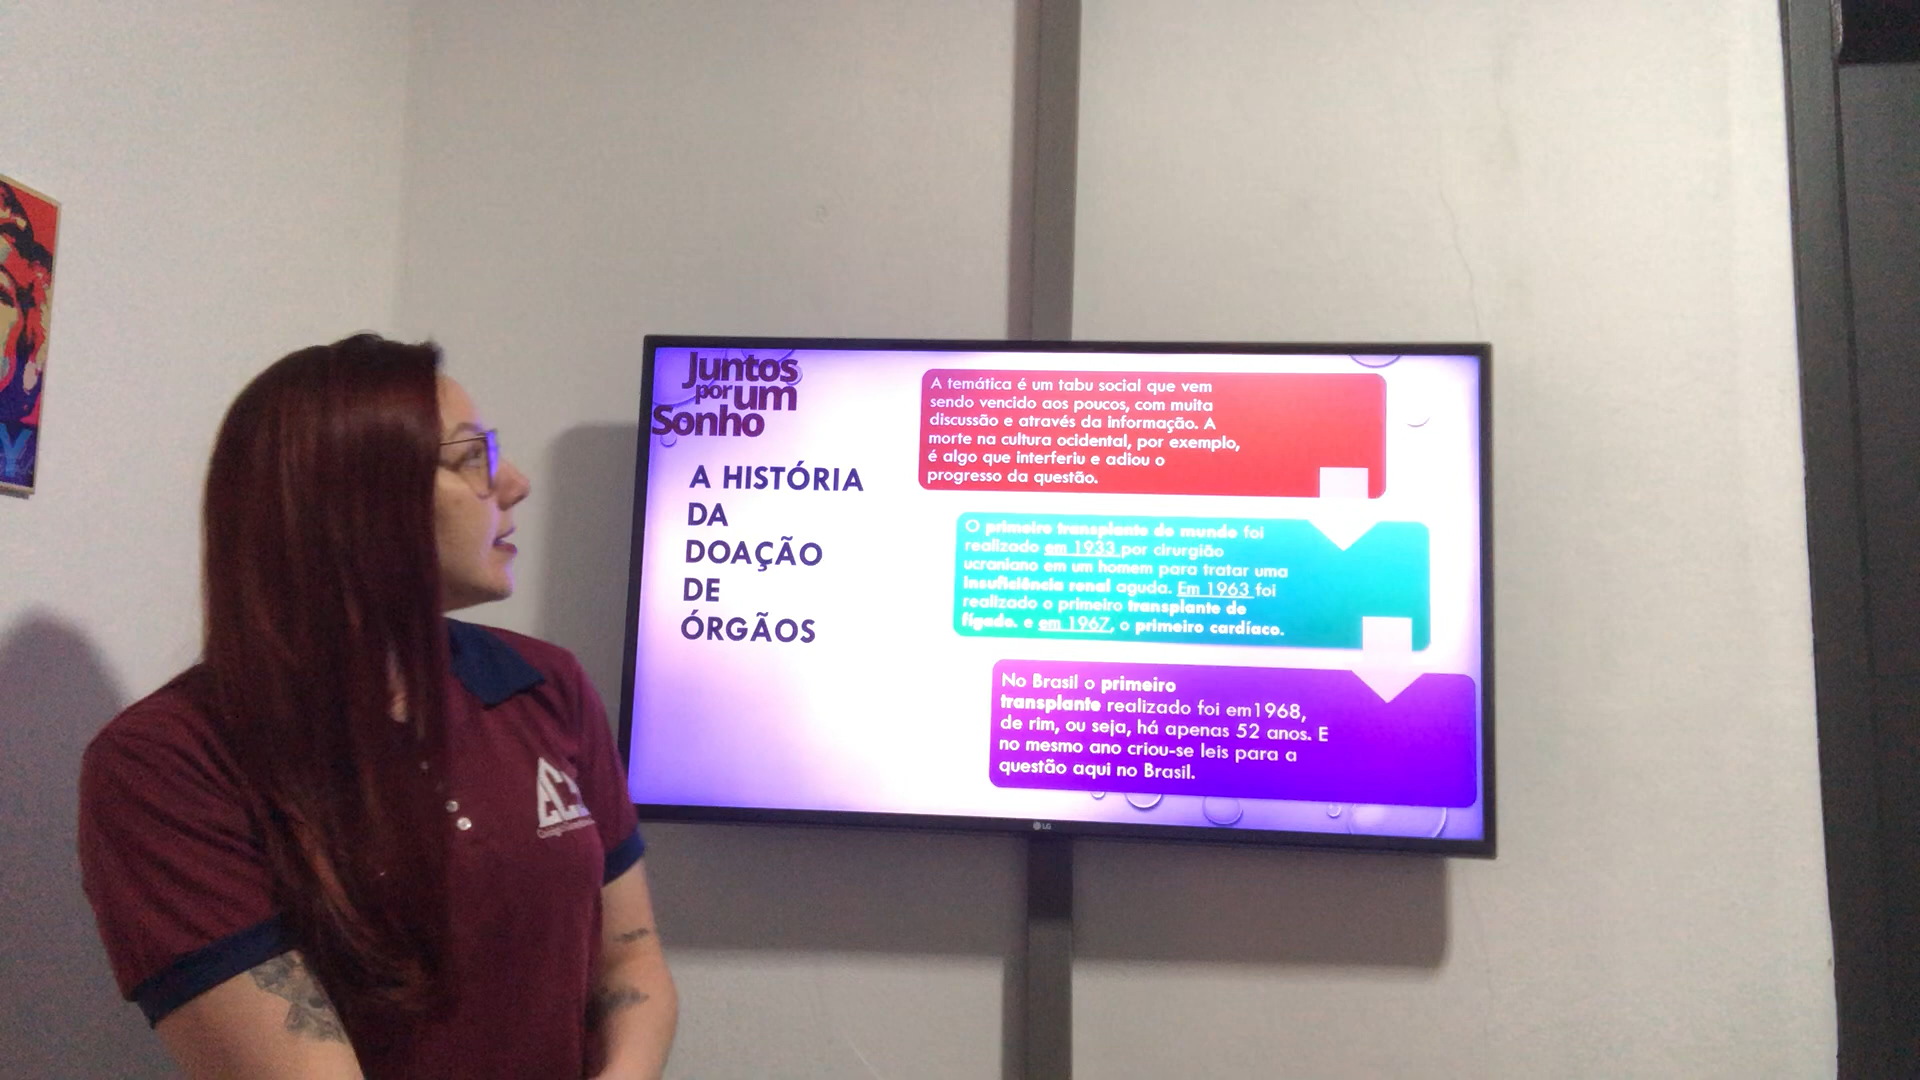 Juntos
por um
Sonho
A HISTÓRIA
DA
DOAÇÃO
DE
ÓRGÃOS
A temática é um tabu social que vem
sendo vencido aos poucos, com muita
discussão e através da informação. A
morte na cultura ocidental, por exemplo,
é algo que interferiu e adiou o
progresso da questão.
O primeiro transplante do mundo foi
realizado em 1933 por cirurgião
ucraniano em um homem para tratar uma
insuficiência renal aguda. Em 1963 foi
realizado o primeiro transplante de
fígado. e em 1967, o primeiro cardíaco.
No Brasil o primeiro
transplante realizado foi em1968,
de rim, ou seja, há apenas 52 anos. E
no mesmo ano criou-se leis para a
questão aqui no Brasil.
LG
Y